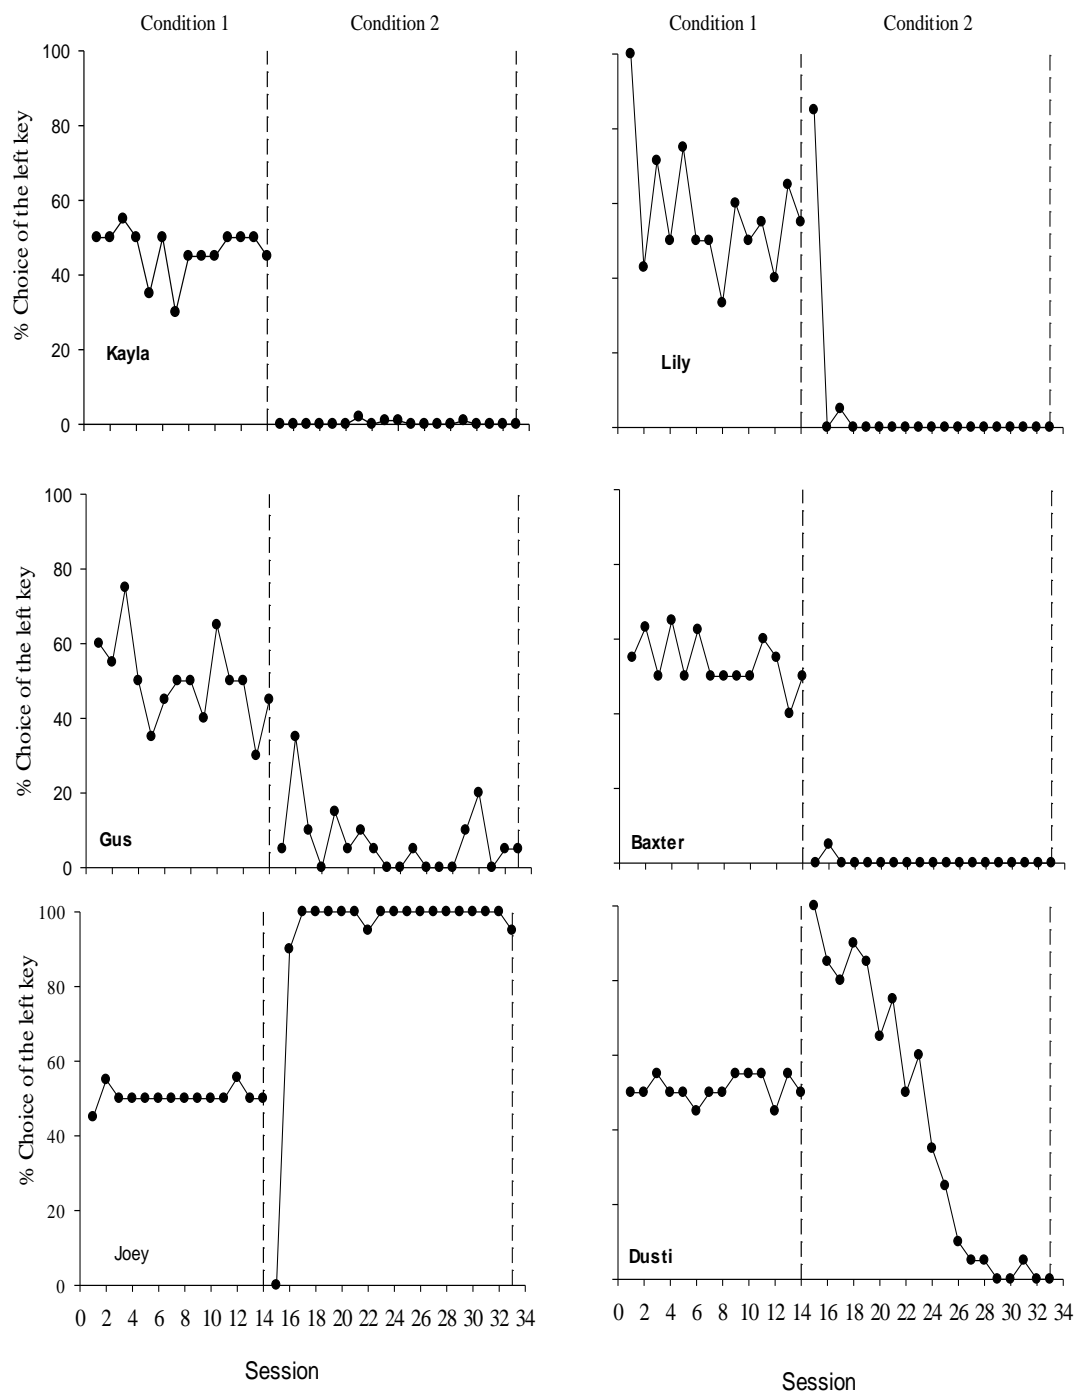 Condition 1
Condition 2
Condition 1
Condition 2
100
80
60
40
20
0
% Choice of the left key
Kayla
Lily
100
80
60
40
20
0
% Choice of the left key
Gus
Baxter
100
80
60
40
20
0
% Choice of the left key
Joey
Dusti
0 2 4 6 8 10 12 14 16 18 20 22 24 26 28 30 32 34
Session
0 2 4 6 8 10 12 14 16 18 20 22 24 26 28 30 32 34
Session